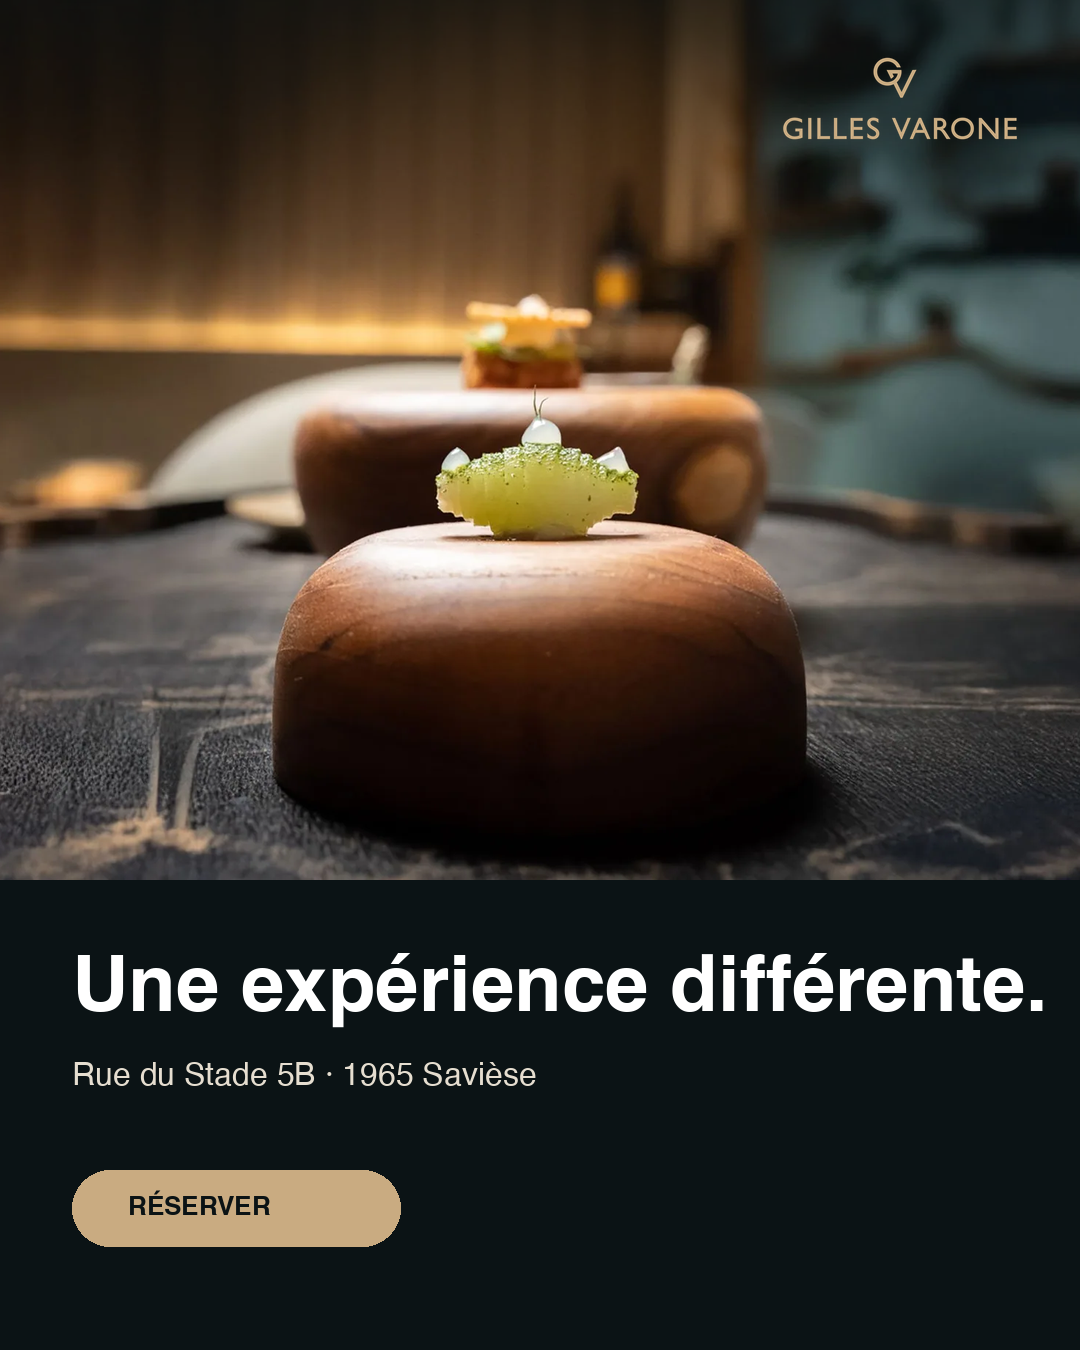 GV
GILLES VARONE
Une expérience différente.
Rue du Stade 5B · 1965 Savièse
RÉSERVER